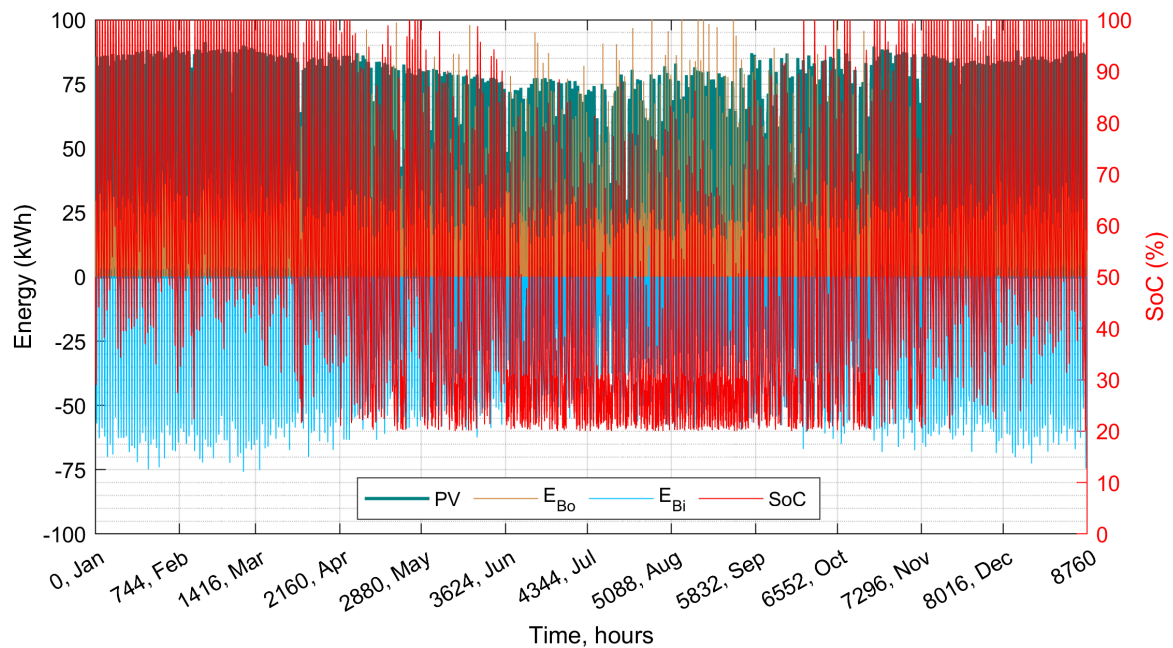 Energy (kWh)
100
75
50
25
0
-25
-50
-75
-100
100
90
80
70
60
50
40
30
20
10
0
SoC (%)
PV
E_Bo
E_Bi
SoC
0, Jan
744, Feb
1416, Mar
2160, Apr
2880, May
3624, Jun
4344, Jul
5088, Aug
5832, Sep
6552, Oct
7296, Nov
8016, Dec
8760
Time, hours